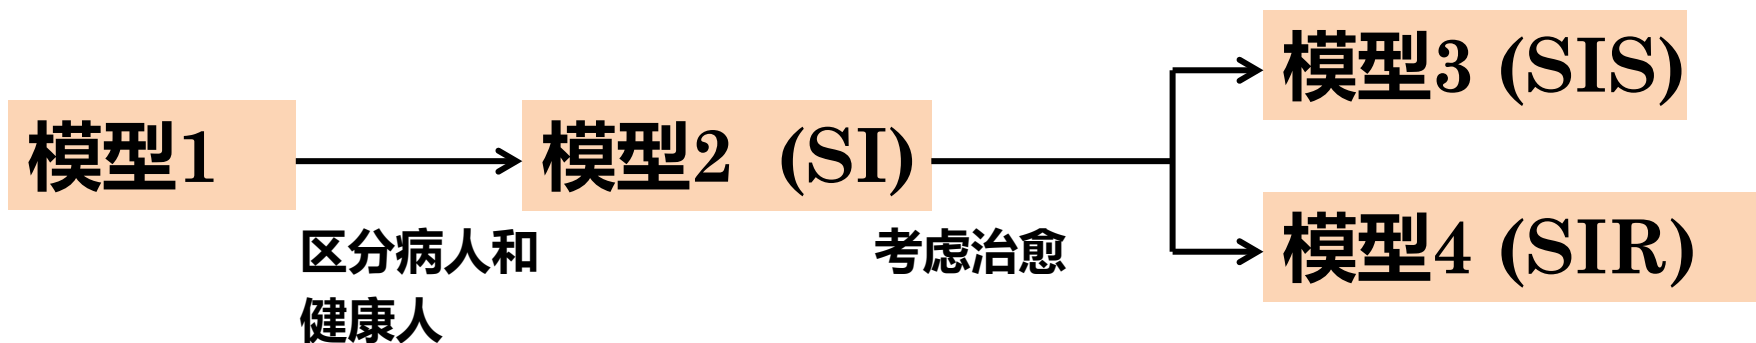 模型1
区分病人和
健康人
模型2 (SI)
考虑治愈
模型3 (SIS)
模型4 (SIR)